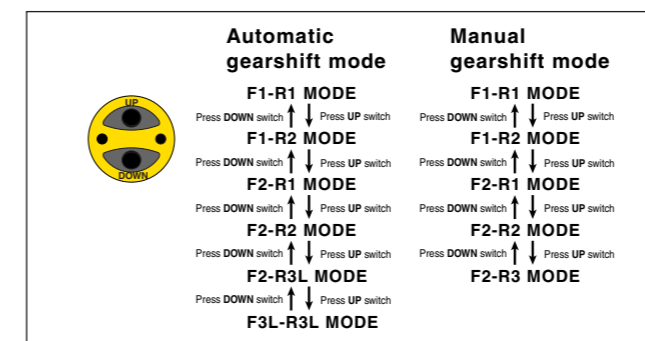 UP
DOWN
Automatic
gearshift mode
F1-R1 MODE
Press DOWN switch Press UP switch
F1-R2 MODE
Press DOWN switch Press UP switch
F2-R1 MODE
Press DOWN switch Press UP switch
F2-R2 MODE
Press DOWN switch Press UP switch
F2-R3L MODE
Press DOWN switch Press UP switch
F3L-R3L MODE
Manual
gearshift mode
F1-R1 MODE
Press DOWN switch Press UP switch
F1-R2 MODE
Press DOWN switch Press UP switch
F2-R1 MODE
Press DOWN switch Press UP switch
F2-R2 MODE
Press DOWN switch Press UP switch
F2-R3 MODE